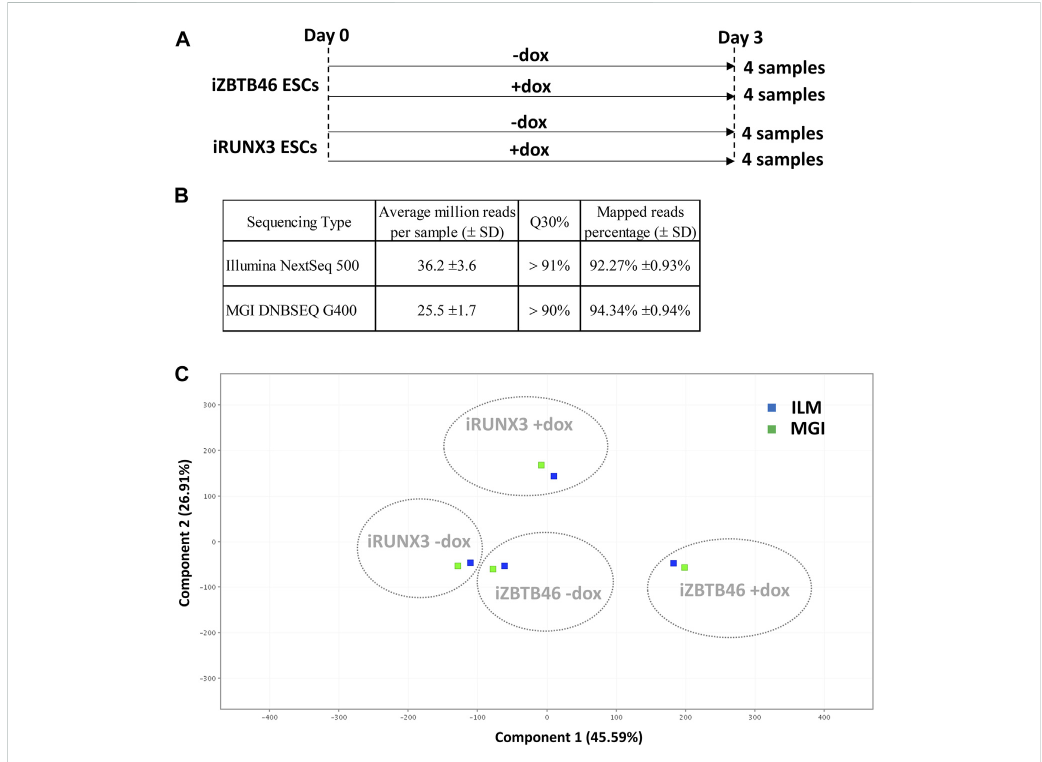 A
Day 0
Day 3
-dox
4 samples
iZBTB46 ESCs
+dox
4 samples
-dox
4 samples
iRUNX3 ESCs
+dox
4 samples
B
Sequencing Type
Average million reads
per sample (± SD)
Q30%
Mapped reads
percentage (± SD)
Illumina NextSeq 500
36.2 ±3.6
> 91%
92.27% ±0.93%
MGI DNBSEQ G400
25.5 ±1.7
> 90%
94.34% ±0.94%
C
ILM
MGI
iRUNX3 +dox
iRUNX3 -dox
iZBTB46 -dox
iZBTB46 +dox
Component 2 (26.91%)
300
200
100
0
-100
-200
-300
-400
-300
-200
-100
0
100
200
300
400
Component 1 (45.59%)